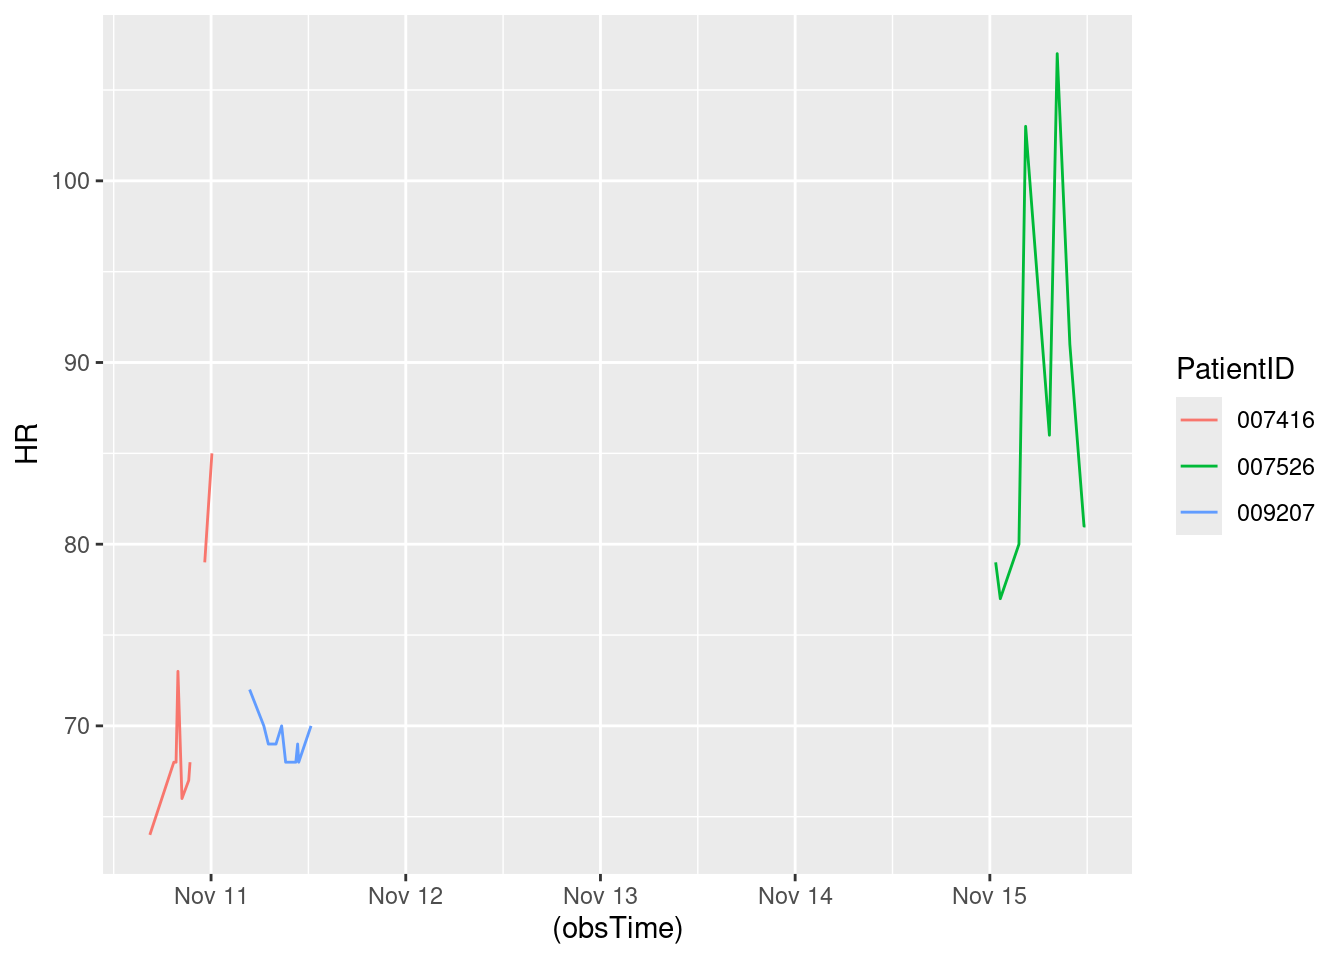 100
90
80
70
HR
Nov 11
Nov 12
Nov 13
Nov 14
Nov 15
(obsTime)
PatientID
007416
007526
009207